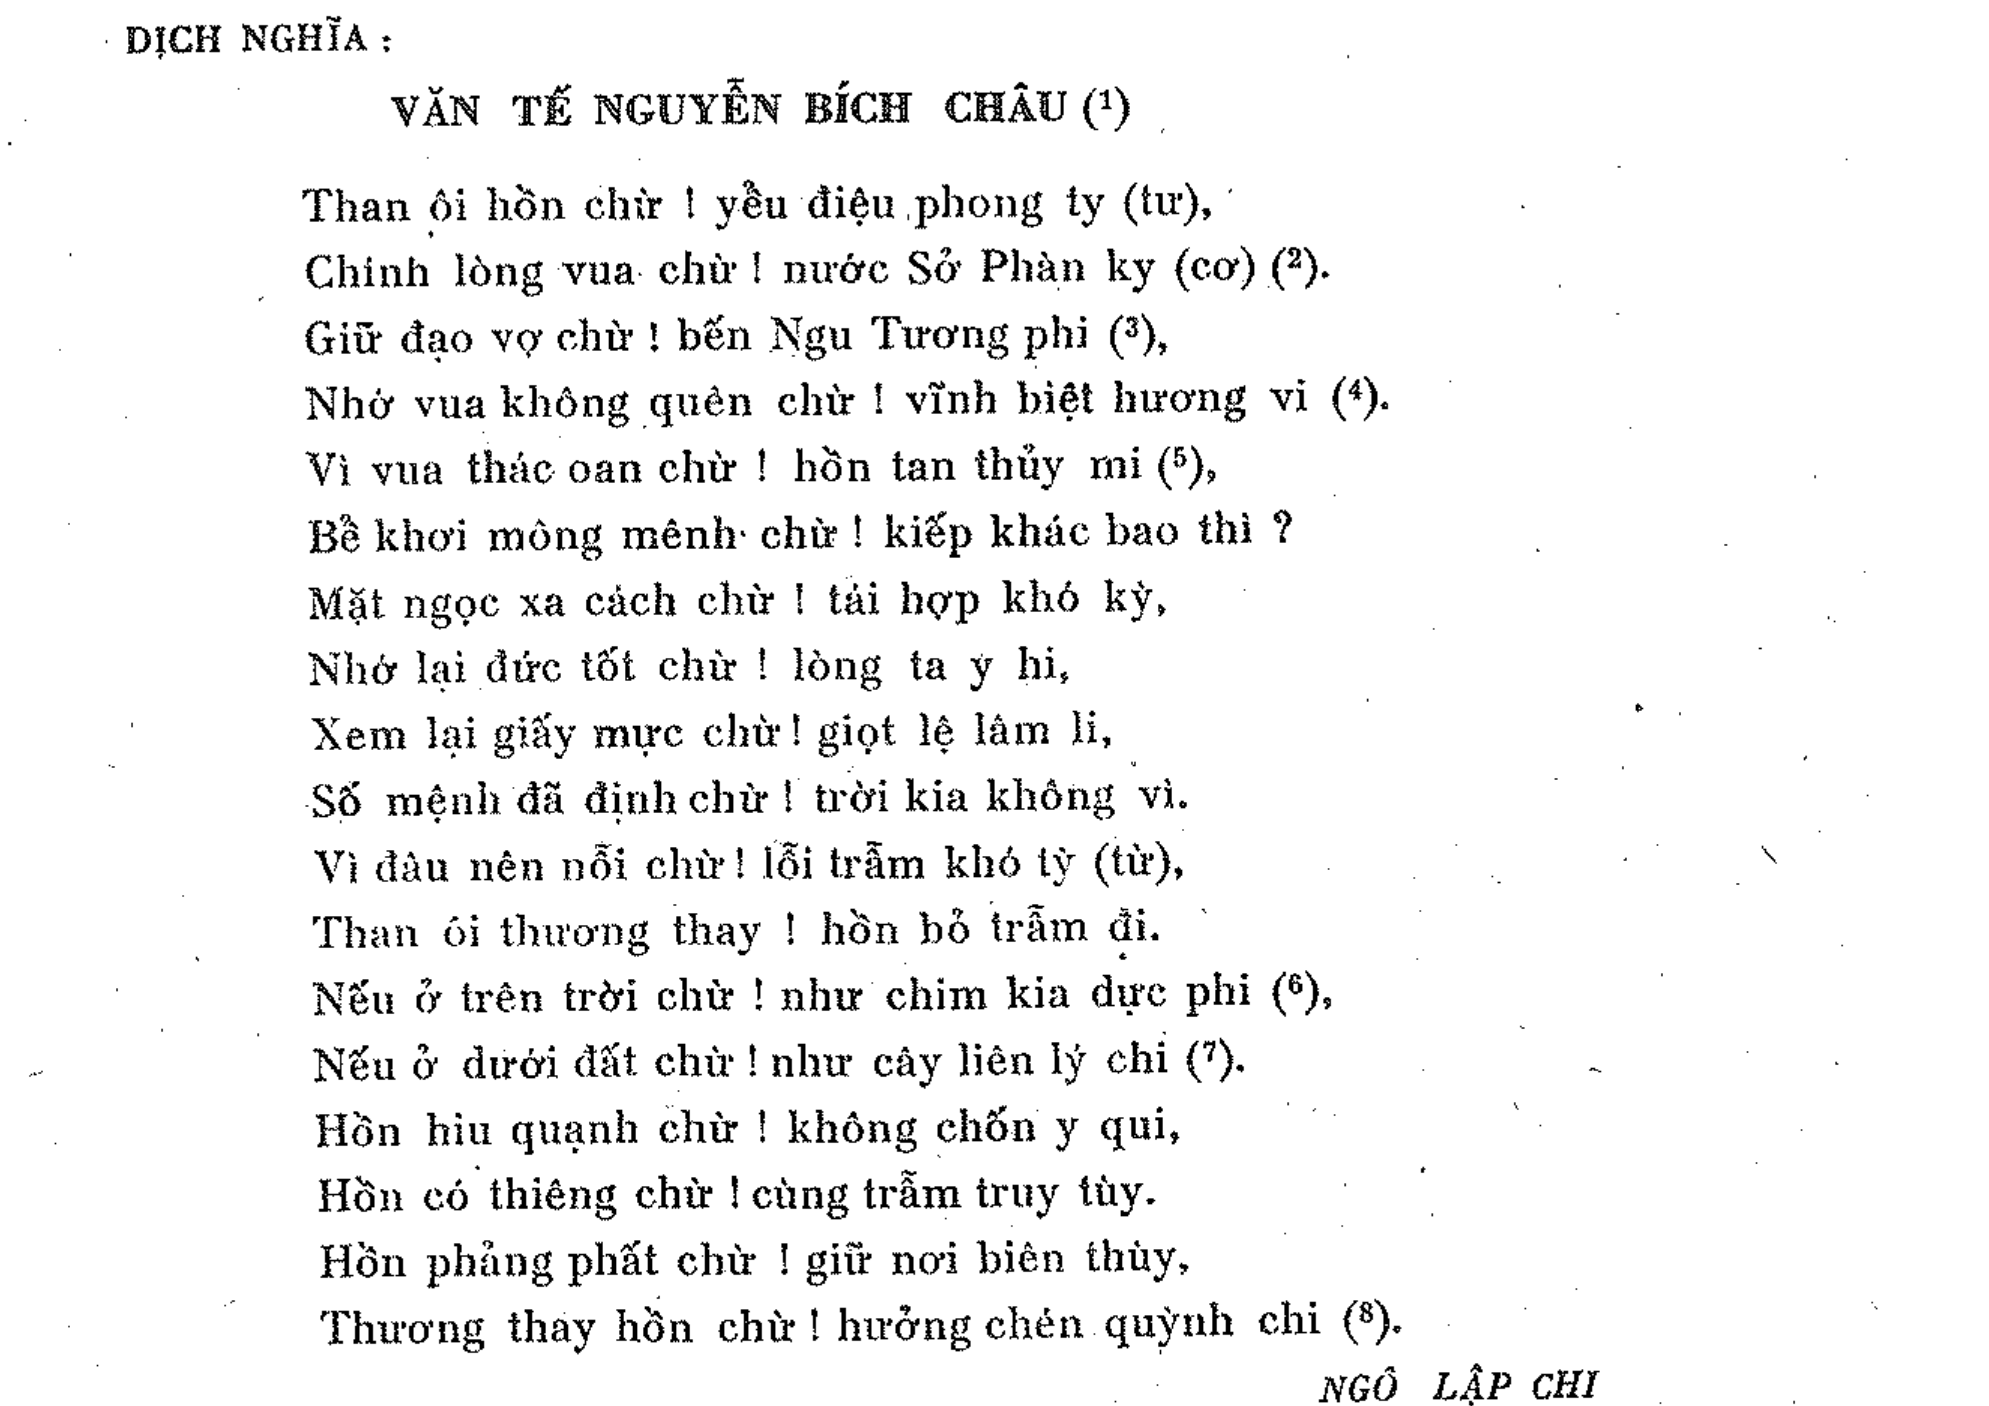 DỊCH NGHĨA :
VĂN TẾ NGUYỄN BÍCH CHÂU (¹)
Than ôi hồn chừ ! yểu điệu phong ty (tư),
Chính lòng vua chừ ! nước Sở Phàn ky (cơ) (²).
Giữ đạo vợ chừ ! bến Ngu Tương phi (³),
Nhớ vua không quên chừ ! vĩnh biệt hương vi (⁴).
Vì vua thác oan chừ ! hồn tan thủy mi (⁵),
Bể khơi mông mênh chừ ! kiếp khác bao thì ?
Mặt ngọc xa cách chừ ! tái hợp khó kỳ,
Nhớ lại đức tốt chừ ! lòng ta y hi,
Xem lại giấy mực chừ ! giọt lệ lâm li,
Số mệnh đã định chừ ! trời kia không vì.
Vì đâu nên nỗi chừ ! lỗi trẫm khó tỳ (từ),
Than ôi thương thay ! hồn bỏ trẫm đi.
Nếu ở trên trời chừ ! như chim kia dực phi (⁶),
Nếu ở dưới đất chừ ! như cây liên lý chi (⁷).
Hồn hiu quạnh chừ ! không chốn y qui,
Hồn có thiêng chừ ! cùng trẫm truy tùy.
Hồn phảng phất chừ ! giữ nơi biên thùy,
Thương thay hồn chừ ! hưởng chén quỳnh chi (⁸).
NGÔ LẬP CHI